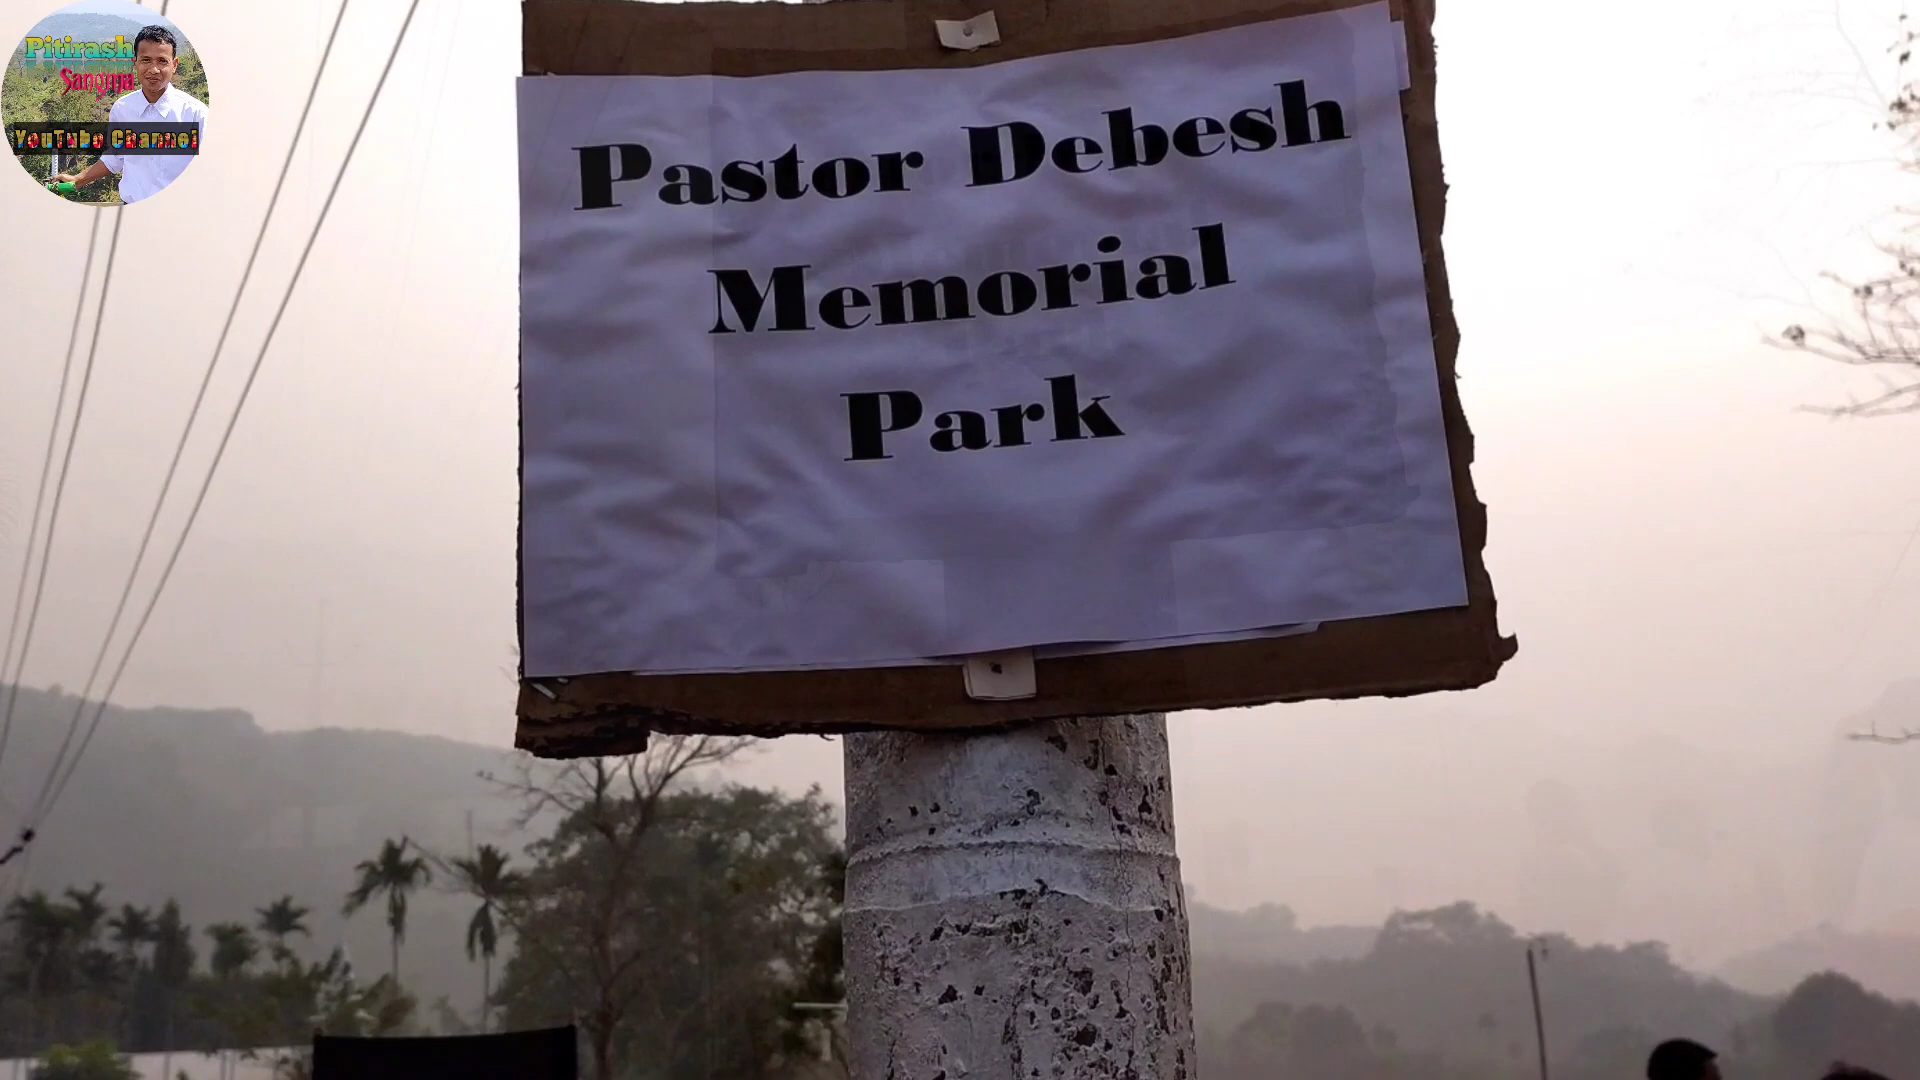 Pitirash
Sangma
YouTube Channel
Pastor Debesh
Memorial
Park